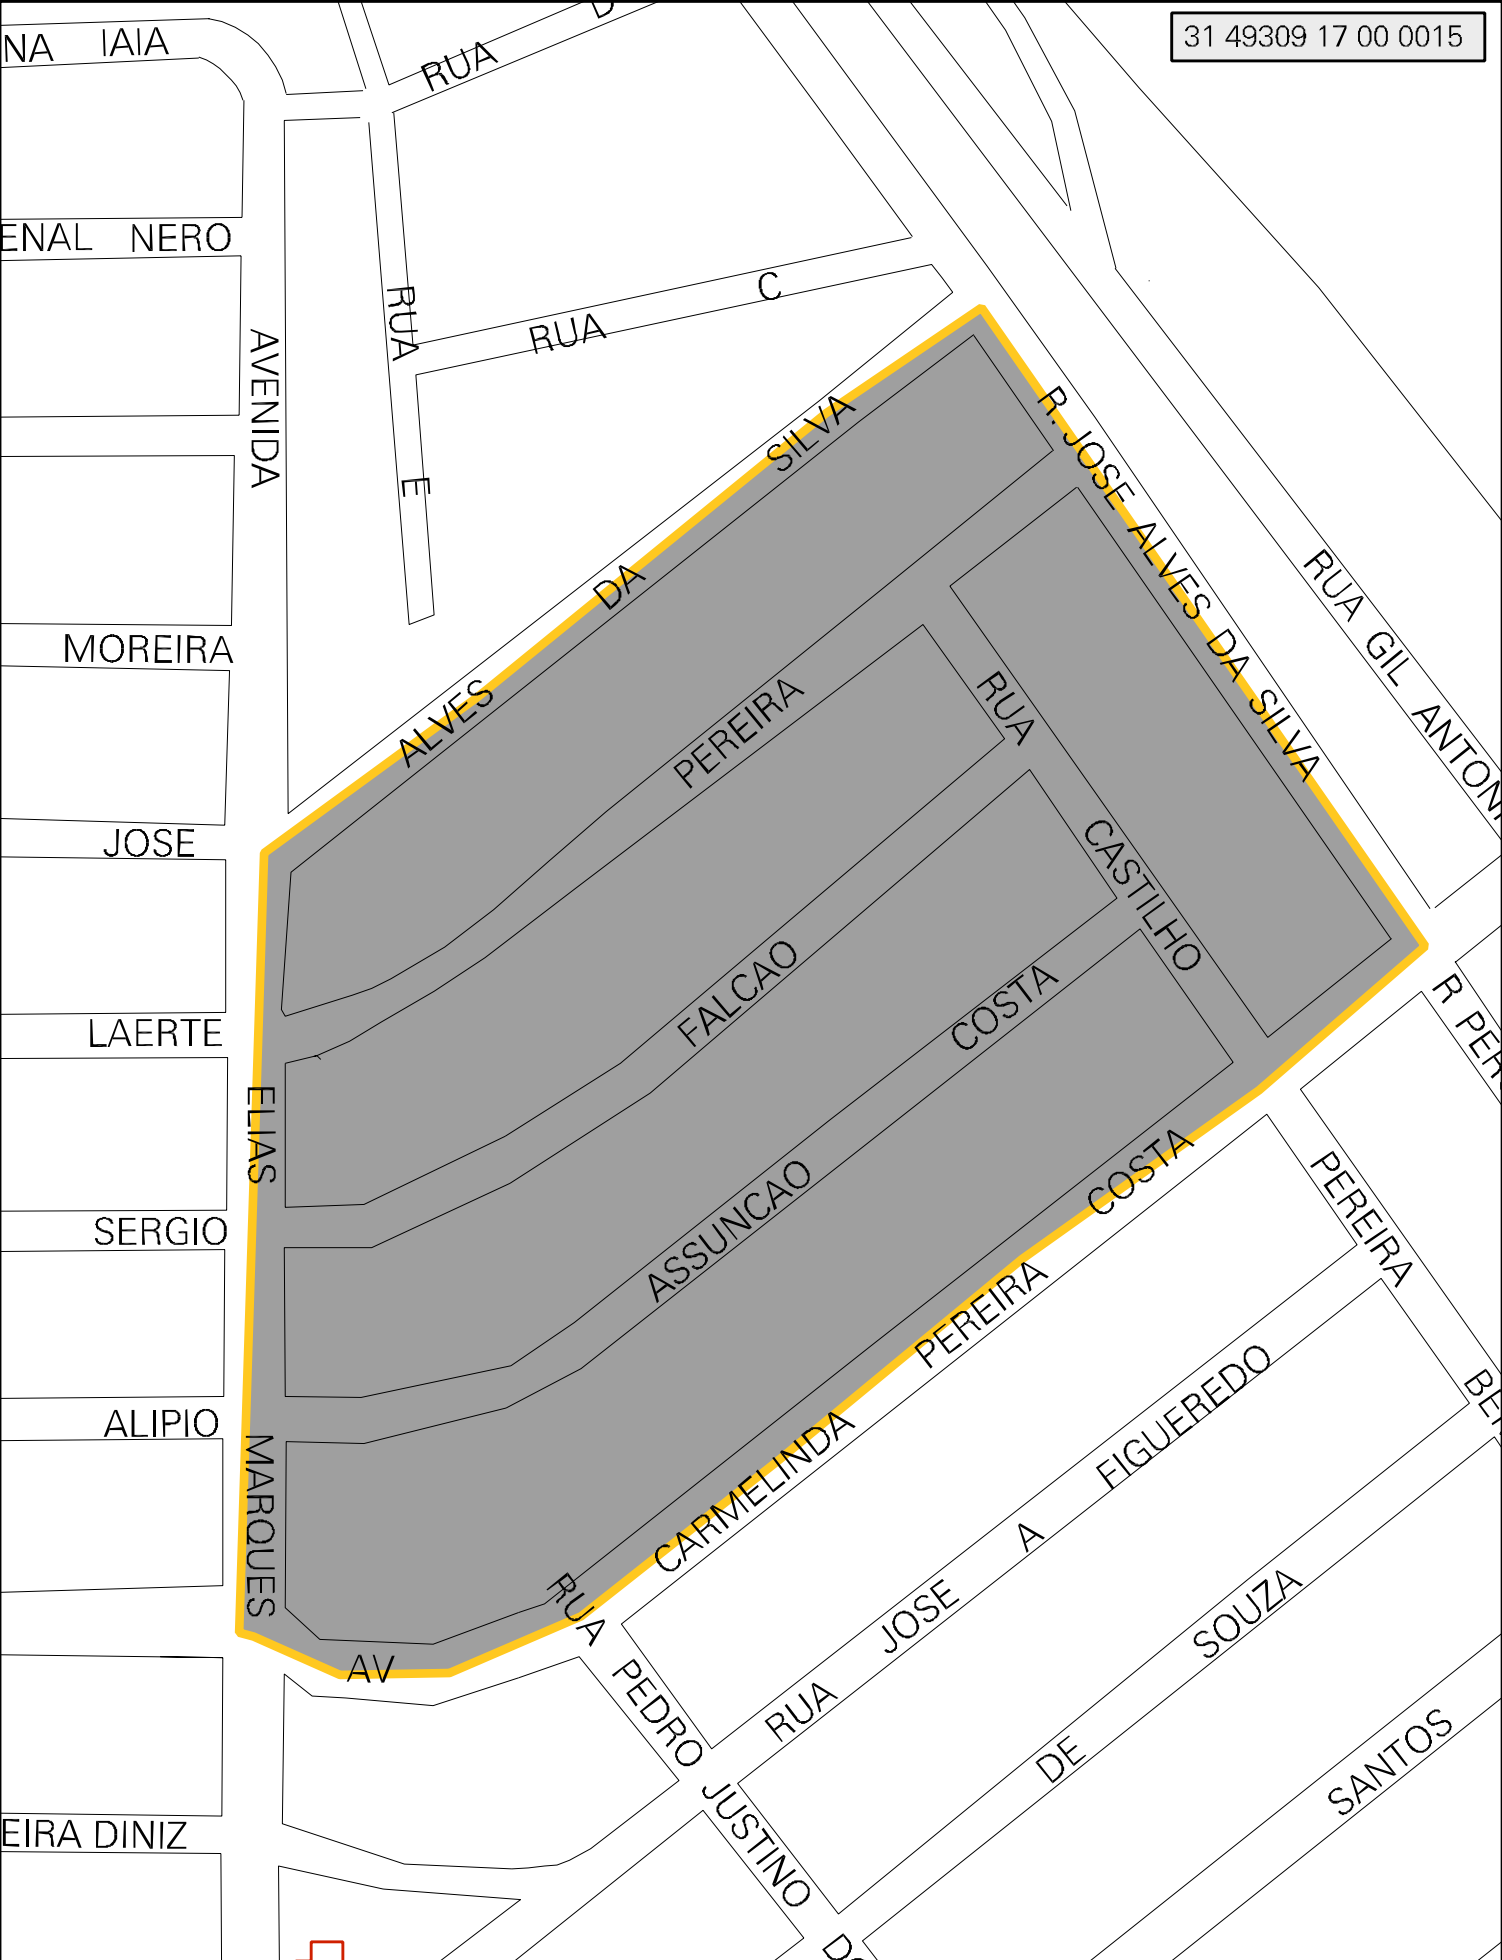 31 49309 17 00 0015
NA IAIA
RUA
ENAL NERO
RUA E
RUA C
AVENIDA ELIAS MARQUES
MOREIRA
JOSE ALVES DA SILVA
R. JOSE ALVES DA SILVA
RUA GIL ANTON
LAERTE PEREIRA
RUA CASTILHO
SERGIO FALCAO
ALIPIO ASSUNCAO COSTA
R PER
AV CARMELINDA PEREIRA COSTA
PEREIRA
RUA JOSE A FIGUEREDO
RUA PEDRO JUSTINO
DE SOUZA
SANTOS
EIRA DINIZ